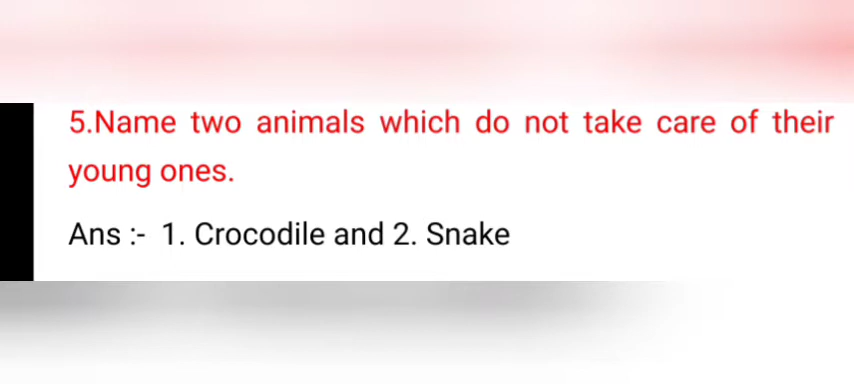 5.Name two animals which do not take care of their
young ones.
Ans :- 1. Crocodile and 2. Snake